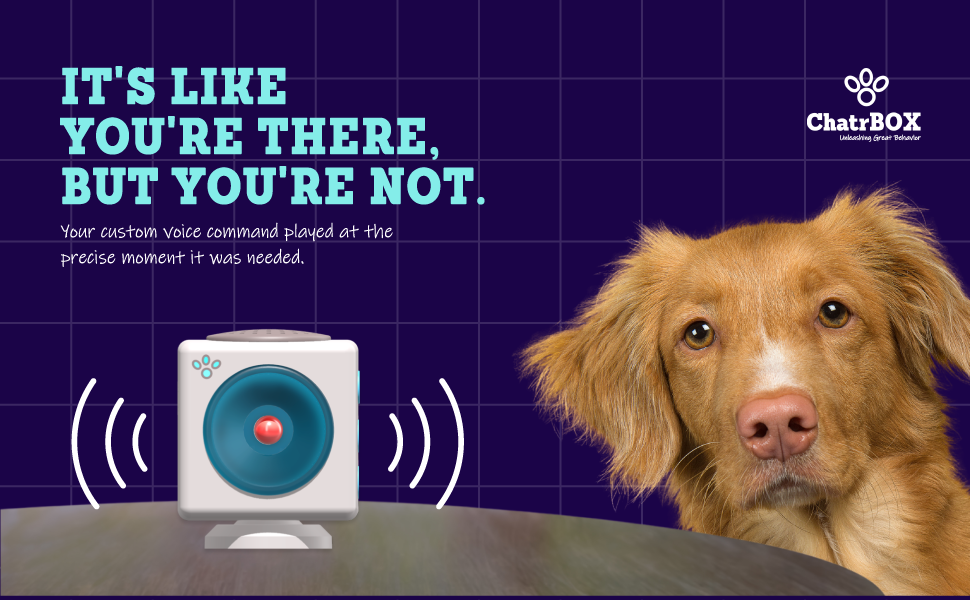 IT'S LIKE
YOU'RE THERE,
BUT YOU'RE NOT.
Your custom voice command played at the
precise moment it was needed.
ChatrBOX
Unleashing Great Behavior